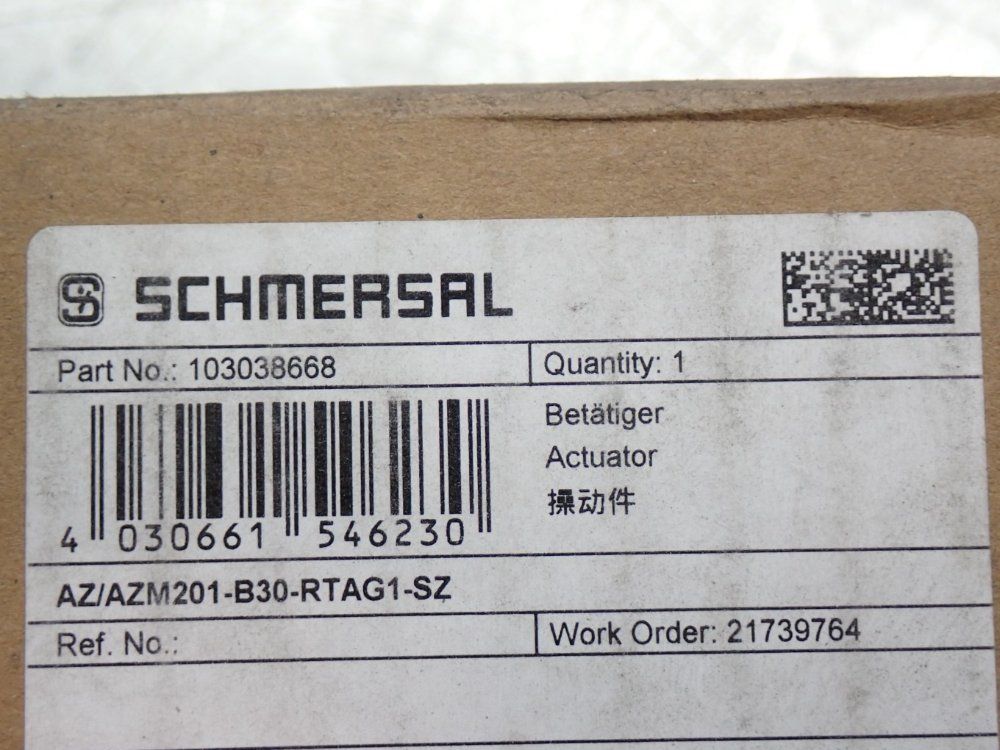 SCHMERSAL
Part No.: 103038668
Quantity: 1
Betätiger
Actuator
操动件
4 030661 546230
AZ/AZM201-B30-RTAG1-SZ
Ref. No.:
Work Order: 21739764